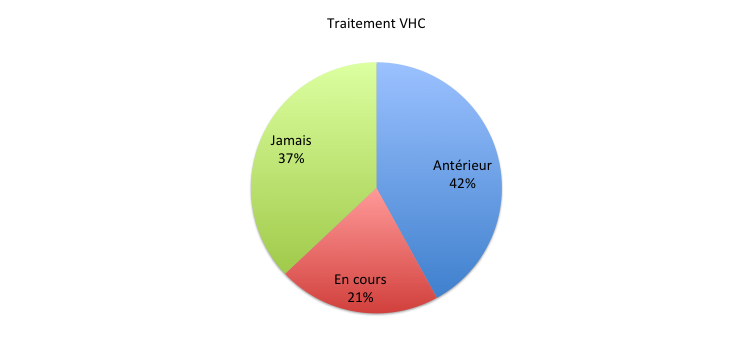 Traitement VHC
Jamais
37%
Antérieur
42%
En cours
21%